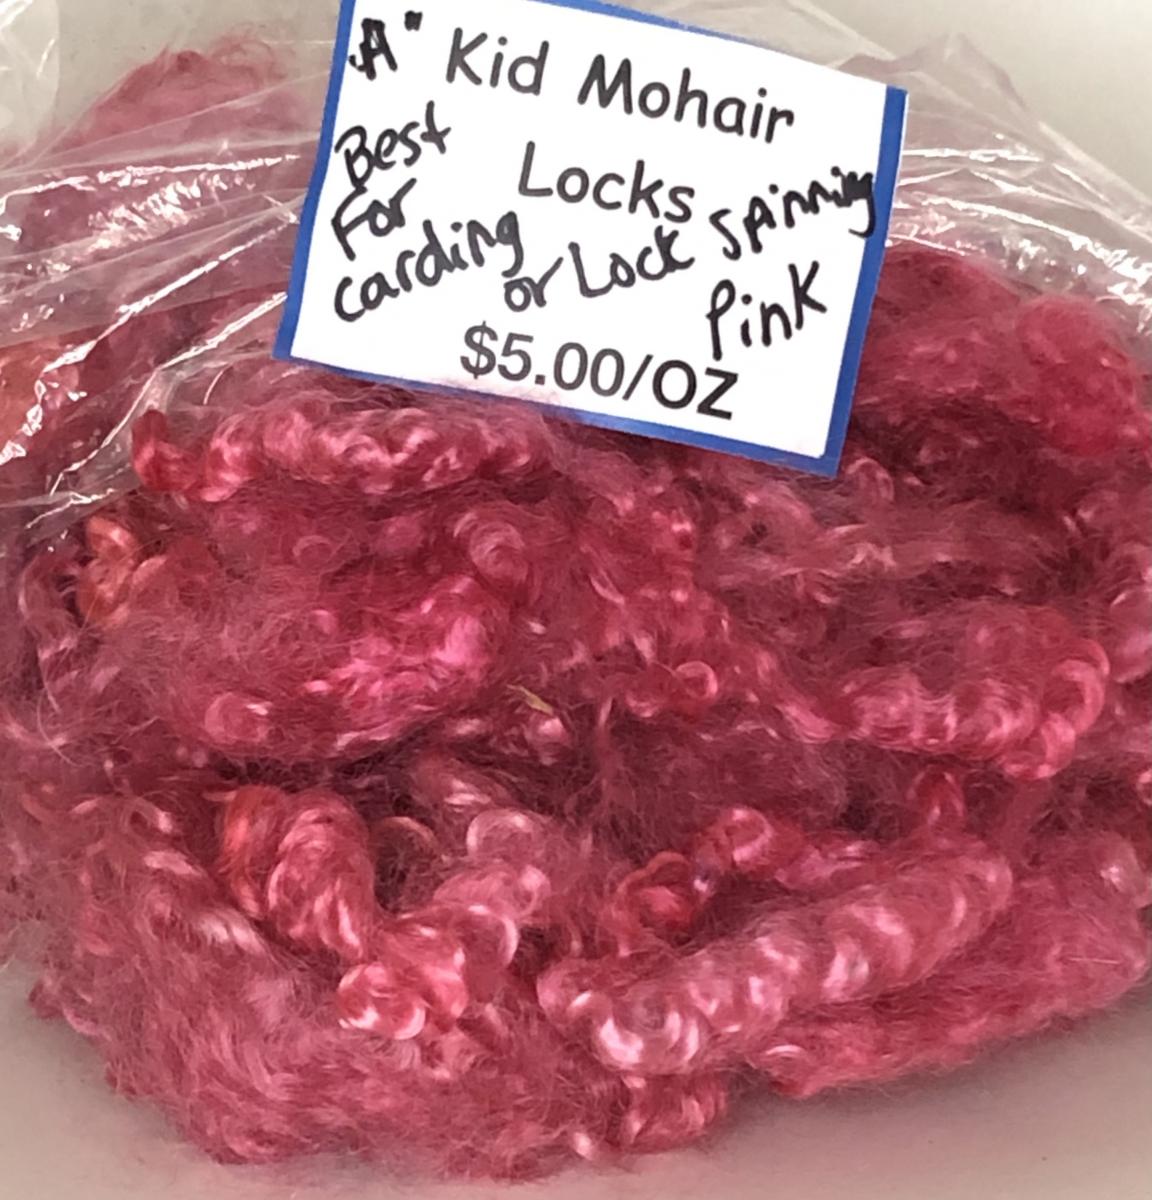 "A" Kid Mohair
Locks
Best
For
carding
or Lock spinning
Pink
$5.00/OZ